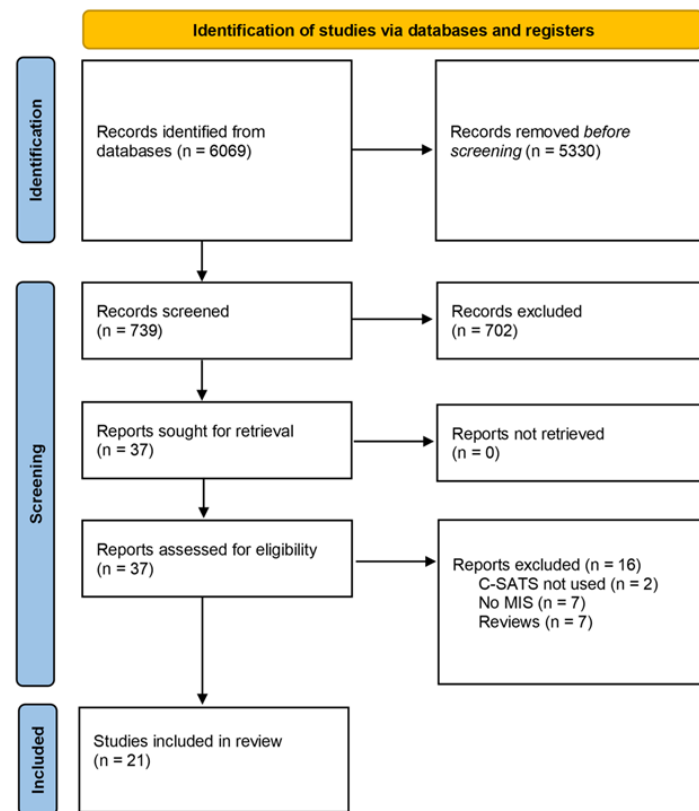 Identification of studies via databases and registers
Identification
Records identified from
databases (n = 6069)
Records removed before
screening (n = 5330)
Screening
Records screened
(n = 739)
Records excluded
(n = 702)
Reports sought for retrieval
(n = 37)
Reports not retrieved
(n = 0)
Reports assessed for eligibility
(n = 37)
Reports excluded (n = 16)
C-SATS not used (n = 2)
No MIS (n = 7)
Reviews (n = 7)
Included
Studies included in review
(n = 21)